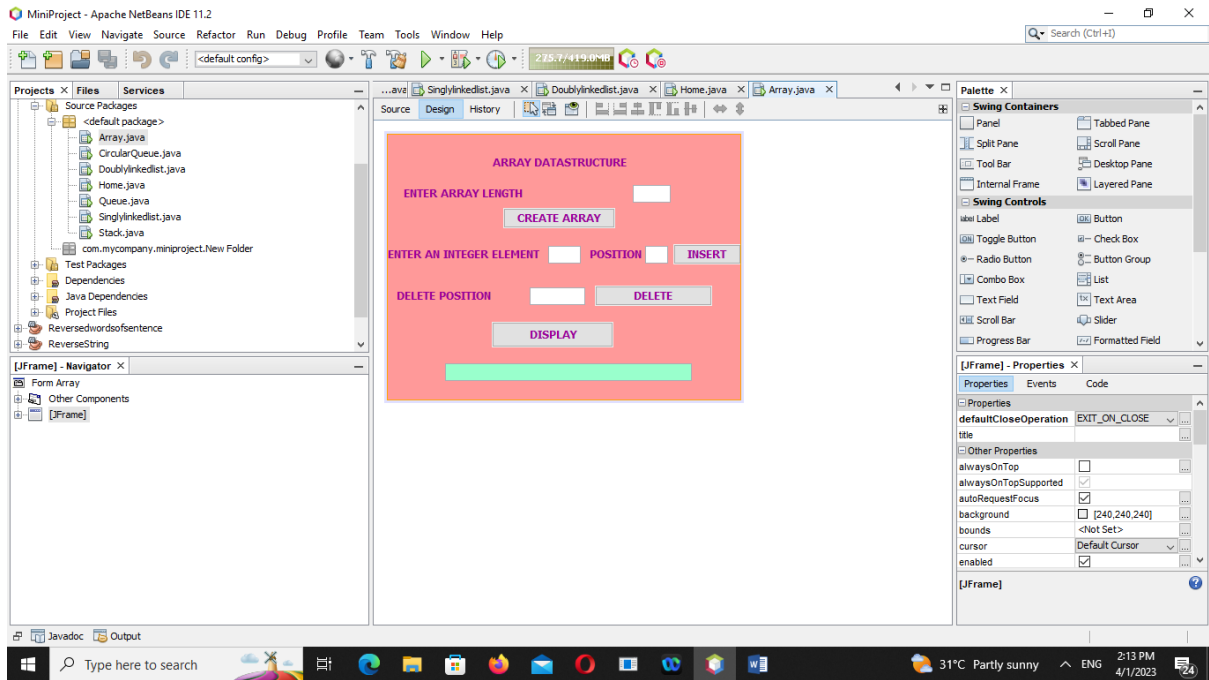 MiniProject - Apache NetBeans IDE 11.2
File Edit View Navigate Source Refactor Run Debug Profile Team Tools Window Help
Search (Ctrl+I)
<default config>
275.7/419.0MB
Projects Files Services
Source Packages
<default package>
Array.java
CircularQueue.java
Doublylinkedlist.java
Home.java
Queue.java
Singlylinkedlist.java
Stack.java
com.mycompany.miniproject.New Folder
Test Packages
Dependencies
Java Dependencies
Project Files
Reversedwordsofsentence
ReverseString
[JFrame] - Navigator
Form Array
Other Components
[JFrame]
...ava Singlylinkedlist.java Doublylinkedlist.java Home.java Array.java
Source Design History
ARRAY DATASTRUCTURE
ENTER ARRAY LENGTH
CREATE ARRAY
ENTER AN INTEGER ELEMENT POSITION INSERT
DELETE POSITION DELETE
DISPLAY
Palette
Swing Containers
Panel Tabbed Pane
Split Pane Scroll Pane
Tool Bar Desktop Pane
Internal Frame Layered Pane
Swing Controls
label Label OK Button
ON Toggle Button Check Box
Radio Button Button Group
Combo Box List
Text Field Text Area
Scroll Bar Slider
Progress Bar Formatted Field
[JFrame] - Properties
Properties Events Code
Properties
defaultCloseOperation EXIT_ON_CLOSE
title
Other Properties
alwaysOnTop
alwaysOnTopSupported
autoRequestFocus
background [240,240,240]
bounds <Not Set>
cursor Default Cursor
enabled
[JFrame]
Javadoc Output
Type here to search
31°C Partly sunny ENG 2:13 PM
4/1/2023
24